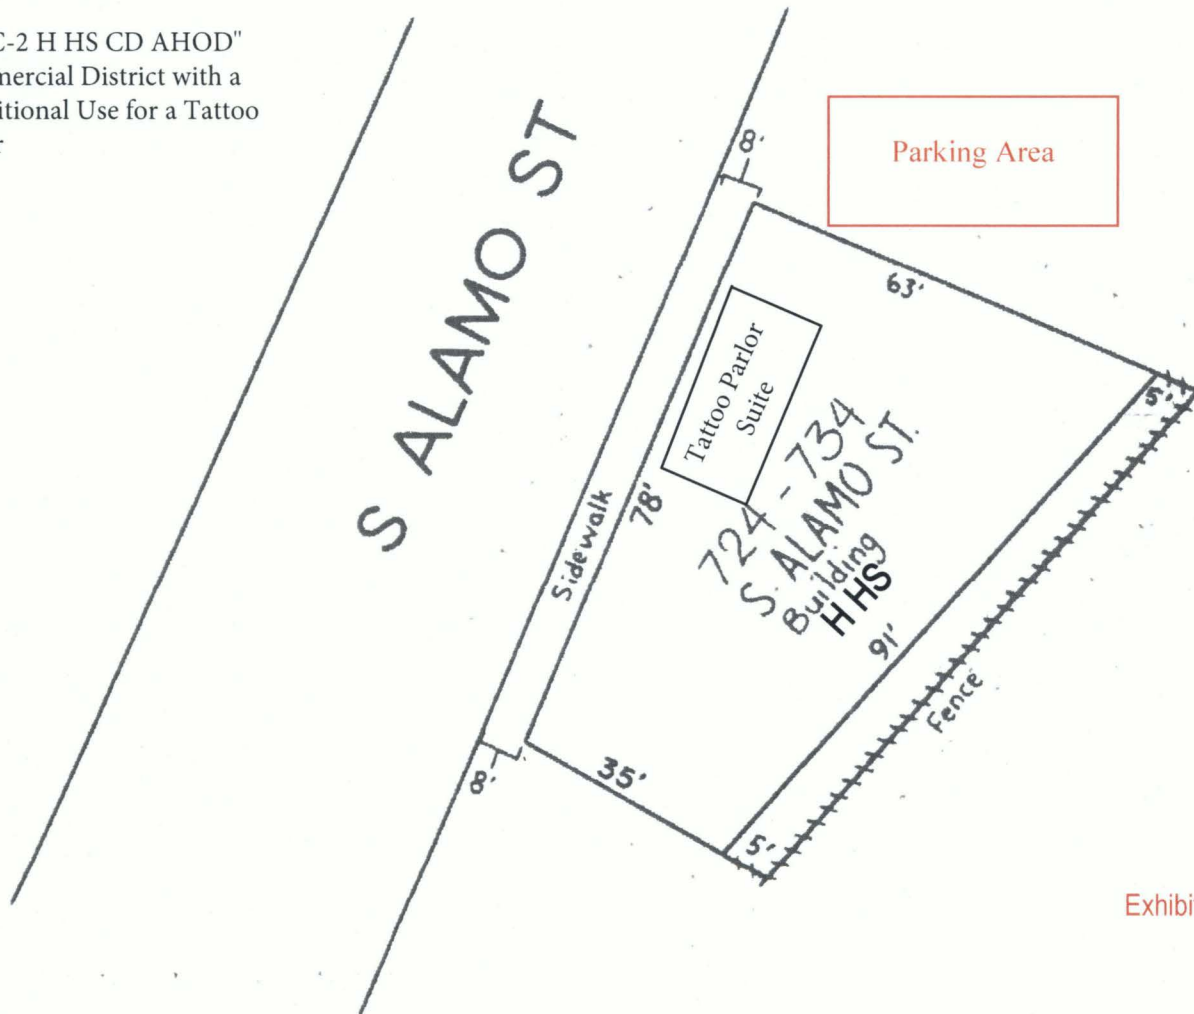 C-2 H HS CD AHOD"
mercial District with a
itional Use for a Tattoo
8'
Parking Area
S ALAMO ST
63'
Tattoo Parlor
Suite
5'
78'
Sidewalk
724 - 734
S. ALAMO ST.
Building
H HS
91'
Fence
8'
35'
5'
Exhibi